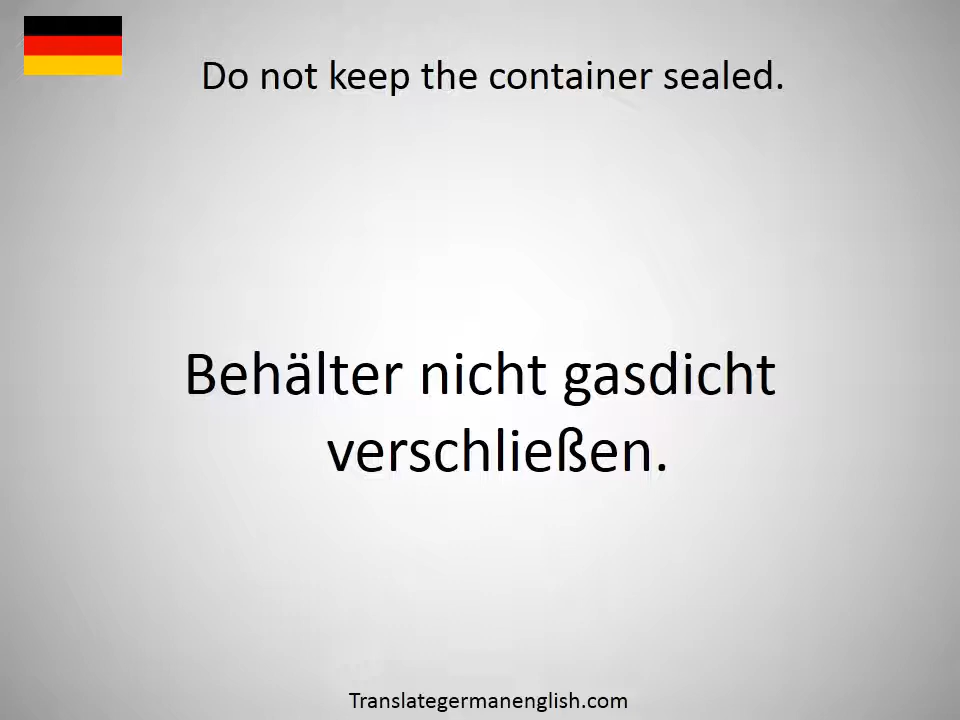 Do not keep the container sealed.
Behälter nicht gasdicht
verschließen.
Translategermanenglish.com